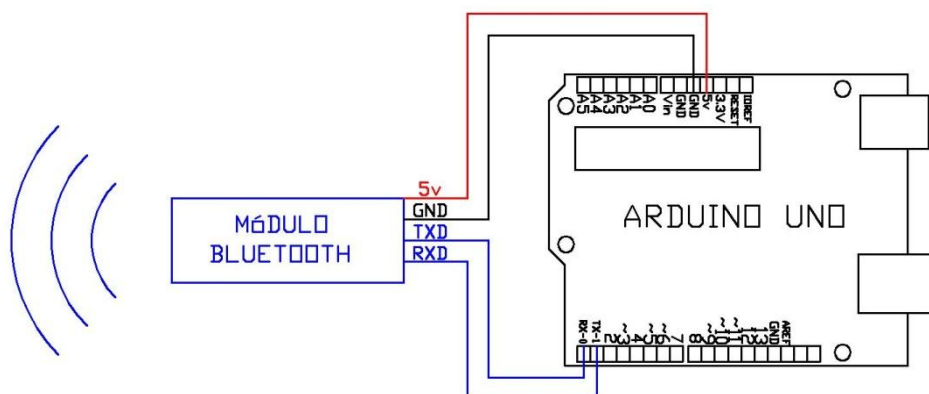 A5
A4
A3
A2
A1
A0
Vin
GND
GND
5v
3.3V
RESET
IOREF
5v
GND
TXD
RXD
MóDULO
BLUETOOTH
ARDUINO UNO
RX-0
TX-1
2
~3
4
~5
~6
7
8
~9
~10
~11
12
13
GND
AREF